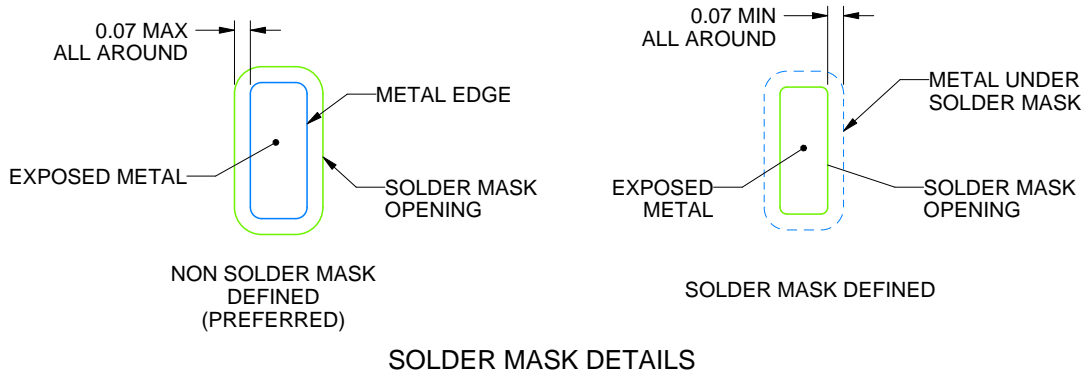 0.07 MAX
ALL AROUND
METAL EDGE
EXPOSED METAL
SOLDER MASK
OPENING
NON SOLDER MASK
DEFINED
(PREFERRED)
0.07 MIN
ALL AROUND
METAL UNDER
SOLDER MASK
EXPOSED
METAL
SOLDER MASK
OPENING
SOLDER MASK DEFINED
SOLDER MASK DETAILS